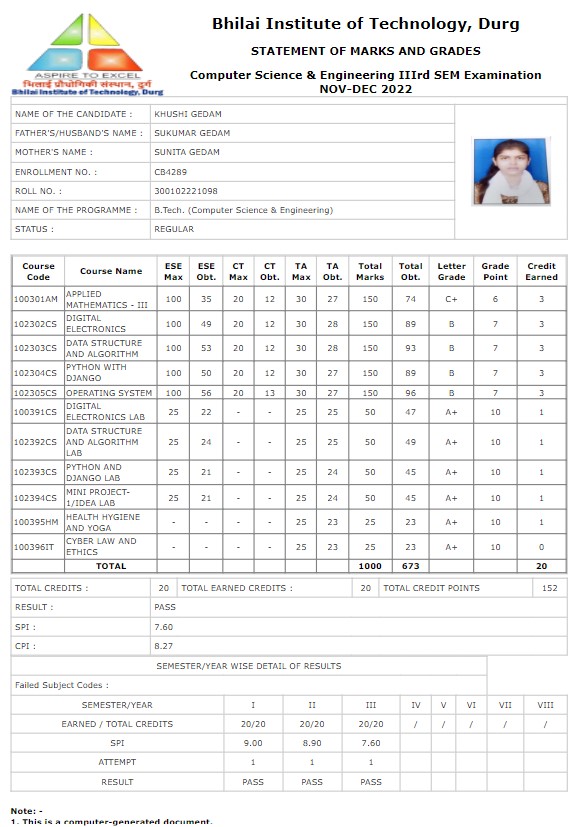 Bhilai Institute of Technology, Durg
STATEMENT OF MARKS AND GRADES
Computer Science & Engineering IIIrd SEM Examination
NOV-DEC 2022
ASPIRE TO EXCEL
भिलाई प्रौद्योगिकी संस्थान, दुर्ग
Bhilai Institute of Technology, Durg
NAME OF THE CANDIDATE : KHUSHI GEDAM
FATHER'S/HUSBAND'S NAME : SUKUMAR GEDAM
MOTHER'S NAME : SUNITA GEDAM
ENROLLMENT NO. : CB4289
ROLL NO. : 300102221098
NAME OF THE PROGRAMME : B.Tech. (Computer Science & Engineering)
STATUS : REGULAR
Course Code Course Name ESE Max ESE Obt. CT Max CT Obt. TA Max TA Obt. Total Marks Total Obt. Letter Grade Grade Point Credit Earned
100301AM APPLIED MATHEMATICS - III 100 35 20 12 30 27 150 74 C+ 6 3
102302CS DIGITAL ELECTRONICS 100 49 20 12 30 28 150 89 B 7 3
102303CS DATA STRUCTURE AND ALGORITHM 100 53 20 12 30 28 150 93 B 7 3
102304CS PYTHON WITH DJANGO 100 50 20 12 30 27 150 89 B 7 3
102305CS OPERATING SYSTEM 100 56 20 13 30 27 150 96 B 7 3
100391CS DIGITAL ELECTRONICS LAB 25 22 - - 25 25 50 47 A+ 10 1
102392CS DATA STRUCTURE AND ALGORITHM LAB 25 24 - - 25 25 50 49 A+ 10 1
102393CS PYTHON AND DJANGO LAB 25 21 - - 25 24 50 45 A+ 10 1
102394CS MINI PROJECT-1/IDEA LAB 25 21 - - 25 24 50 45 A+ 10 1
100395HM HEALTH HYGIENE AND YOGA - - - - 25 23 25 23 A+ 10 1
100396IT CYBER LAW AND ETHICS - - - - 25 23 25 23 A+ 10 0
TOTAL 1000 673 20
TOTAL CREDITS : 20 TOTAL EARNED CREDITS : 20 TOTAL CREDIT POINTS 152
RESULT : PASS
SPI : 7.60
CPI : 8.27
SEMESTER/YEAR WISE DETAIL OF RESULTS
Failed Subject Codes :
SEMESTER/YEAR I II III IV V VI VII VIII
EARNED / TOTAL CREDITS 20/20 20/20 20/20 / / / / /
SPI 9.00 8.90 7.60
ATTEMPT 1 1 1
RESULT PASS PASS PASS
Note: -
1. This is a computer-generated document.